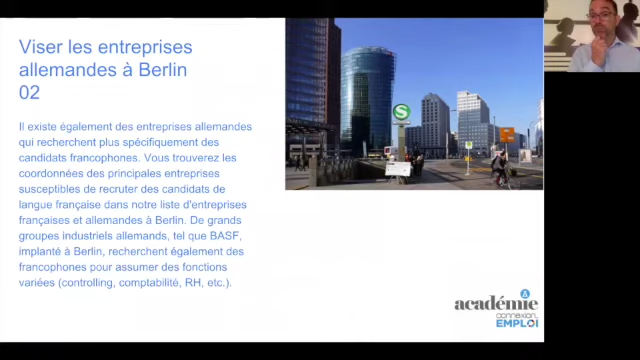 Viser les entreprises
allemandes à Berlin
02
Il existe également des entreprises allemandes
qui recherchent plus spécifiquement des
candidats francophones. Vous trouverez les
coordonnées des principales entreprises
susceptibles de recruter des candidats de
langue française dans notre liste d'entreprises
françaises et allemandes à Berlin. De grands
groupes industriels allemands, tel que BASF,
implanté à Berlin, recherchent également des
francophones pour assumer des fonctions
variées (controlling, comptabilité, RH, etc.).
S
académie
connexion
EMPLOI